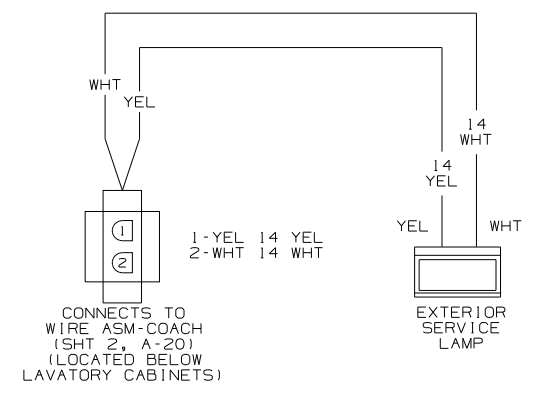 WHT
YEL
14
WHT
14
YEL
YEL
WHT
1
2
1-YEL 14 YEL
2-WHT 14 WHT
CONNECTS TO
WIRE ASM-COACH
(SHT 2, A-20)
(LOCATED BELOW
LAVATORY CABINETS)
EXTERIOR
SERVICE
LAMP